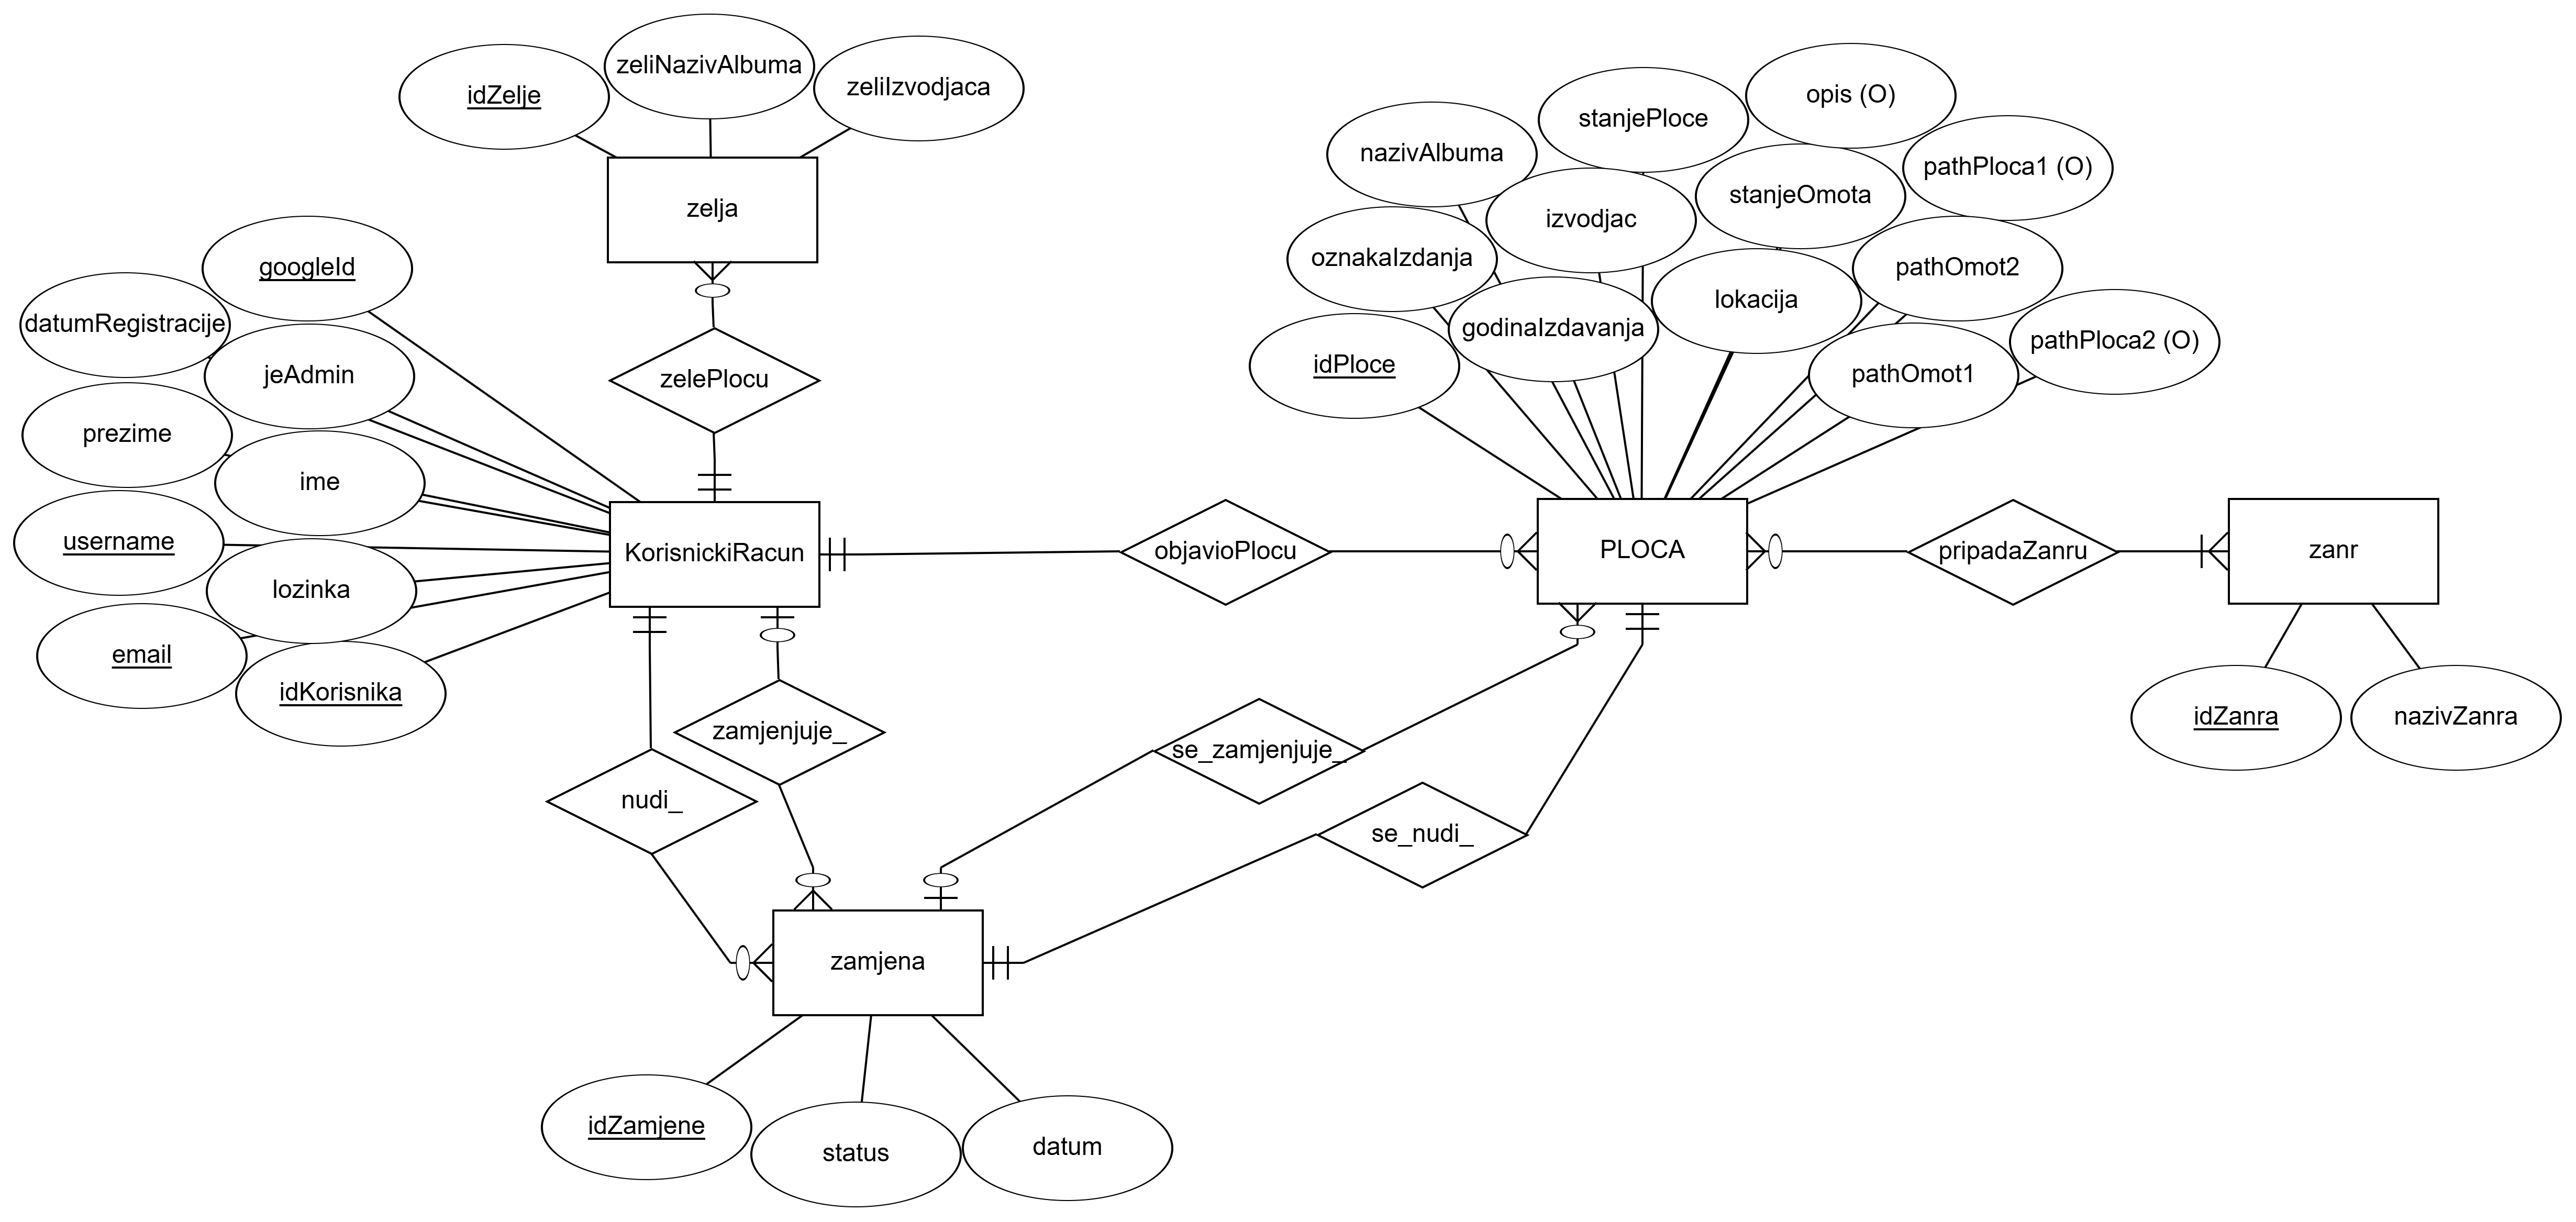 zeliNazivAlbuma
zeliIzvodjaca
idZelje
zelja
stanjePloce
opis (O)
nazivAlbuma
pathPloca1 (O)
stanjeOmota
izvodjac
oznakaIzdanja
pathOmot2
lokacija
godinaIzdavanja
pathPloca2 (O)
idPloce
pathOmot1
googleId
datumRegistracije
jeAdmin
zelePlocu
prezime
ime
username
KorisnickiRacun
objavioPlocu
PLOCA
pripadaZanru
zanr
lozinka
email
idKorisnika
idZanra
nazivZanra
zamjenjuje_
se_zamjenjuje_
nudi_
se_nudi_
zamjena
idZamjene
status
datum